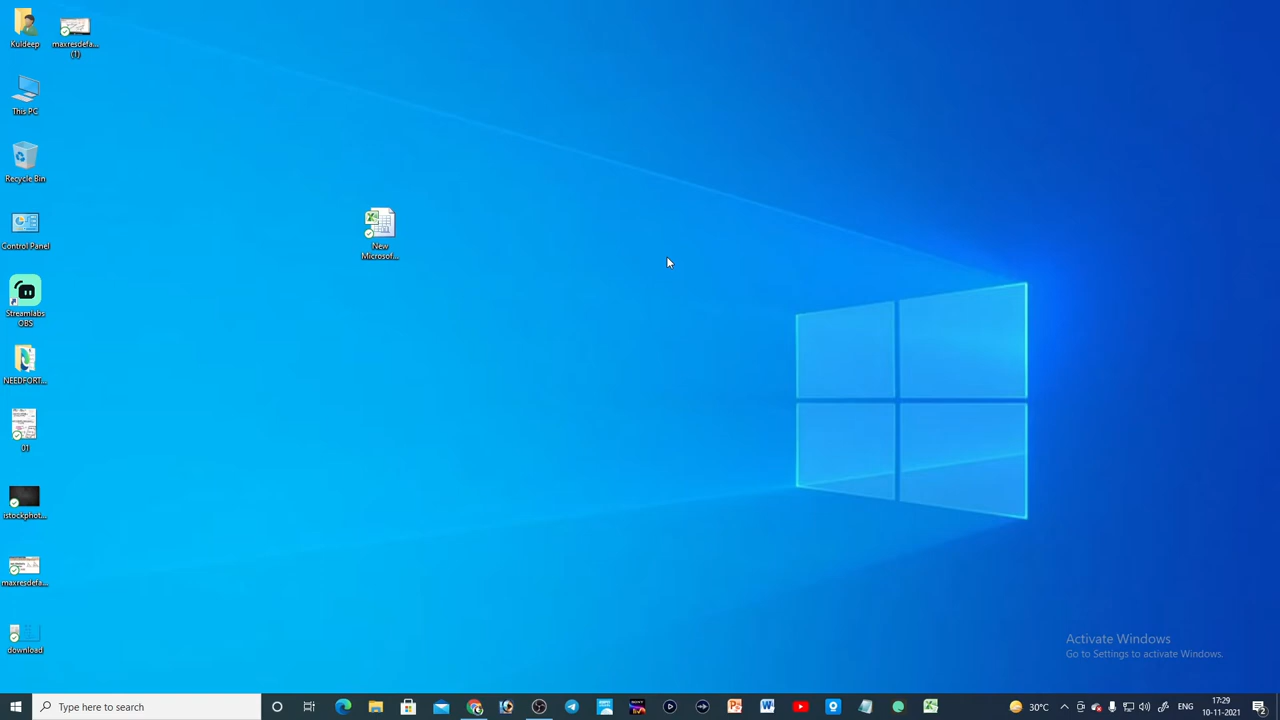 Kuldeep
maxresdefa...
(1)
This PC
Recycle Bin
Control Panel
New
Microsof...
Streamlabs
OBS
NEEDFORT...
01
istockphot...
maxresdefa...
download
Activate Windows
Go to Settings to activate Windows.
Type here to search
30°C
ENG
17:29
10-11-2021
2